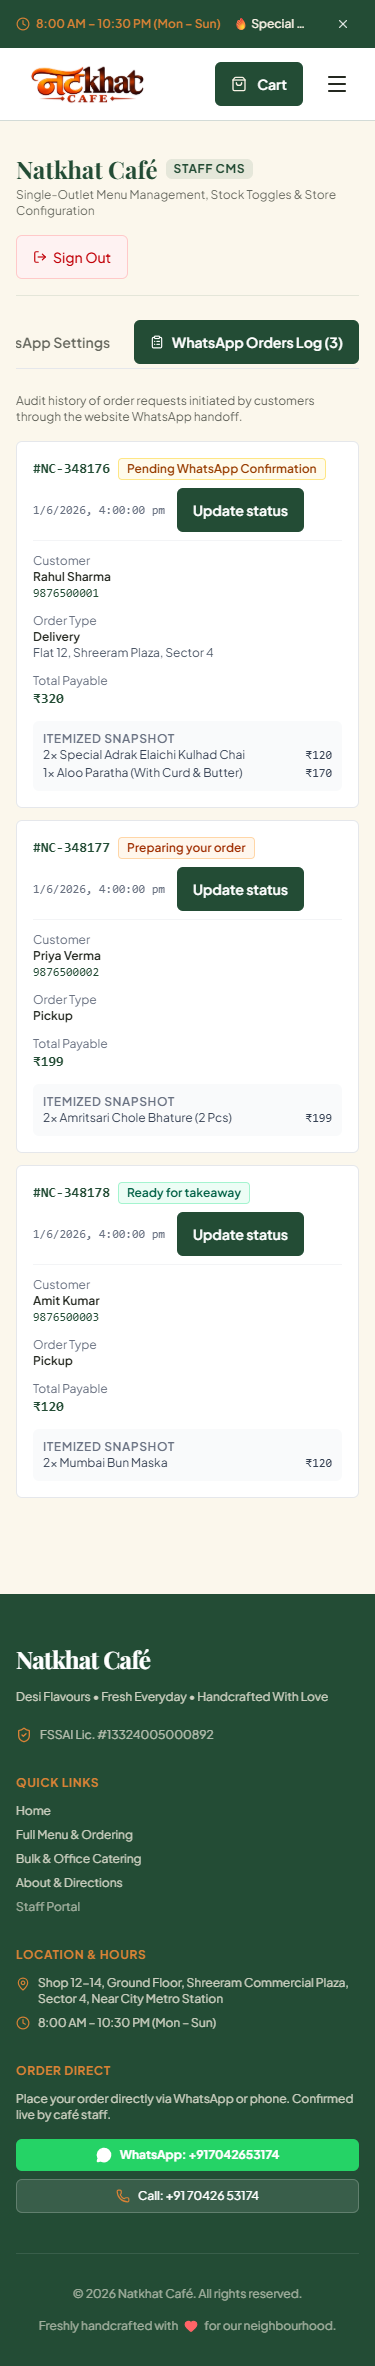 8:00 AM – 10:30 PM (Mon – Sun) 🔥 Special ...
नटkhat
CAFE
Cart
Natkhat Café STAFF CMS
Single-Outlet Menu Management, Stock Toggles & Store
Configuration
Sign Out
sApp Settings WhatsApp Orders Log (3)
Audit history of order requests initiated by customers
through the website WhatsApp handoff.
#NC-348176 Pending WhatsApp Confirmation
1/6/2026, 4:00:00 pm Update status
Customer
Rahul Sharma
9876500001
Order Type
Delivery
Flat 12, Shreeram Plaza, Sector 4
Total Payable
₹320
ITEMIZED SNAPSHOT
2× Special Adrak Elaichi Kulhad Chai ₹120
1× Aloo Paratha (With Curd & Butter) ₹170
#NC-348177 Preparing your order
1/6/2026, 4:00:00 pm Update status
Customer
Priya Verma
9876500002
Order Type
Pickup
Total Payable
₹199
ITEMIZED SNAPSHOT
2× Amritsari Chole Bhature (2 Pcs) ₹199
#NC-348178 Ready for takeaway
1/6/2026, 4:00:00 pm Update status
Customer
Amit Kumar
9876500003
Order Type
Pickup
Total Payable
₹120
ITEMIZED SNAPSHOT
2× Mumbai Bun Maska ₹120
Natkhat Café
Desi Flavours • Fresh Everyday • Handcrafted With Love
FSSAI Lic. #13324005000892
QUICK LINKS
Home
Full Menu & Ordering
Bulk & Office Catering
About & Directions
Staff Portal
LOCATION & HOURS
Shop 12–14, Ground Floor, Shreeram Commercial Plaza,
Sector 4, Near City Metro Station
8:00 AM – 10:30 PM (Mon – Sun)
ORDER DIRECT
Place your order directly via WhatsApp or phone. Confirmed
live by café staff.
WhatsApp: +917042653174
Call: +91 70426 53174
© 2026 Natkhat Café. All rights reserved.
Freshly handcrafted with ❤️ for our neighbourhood.